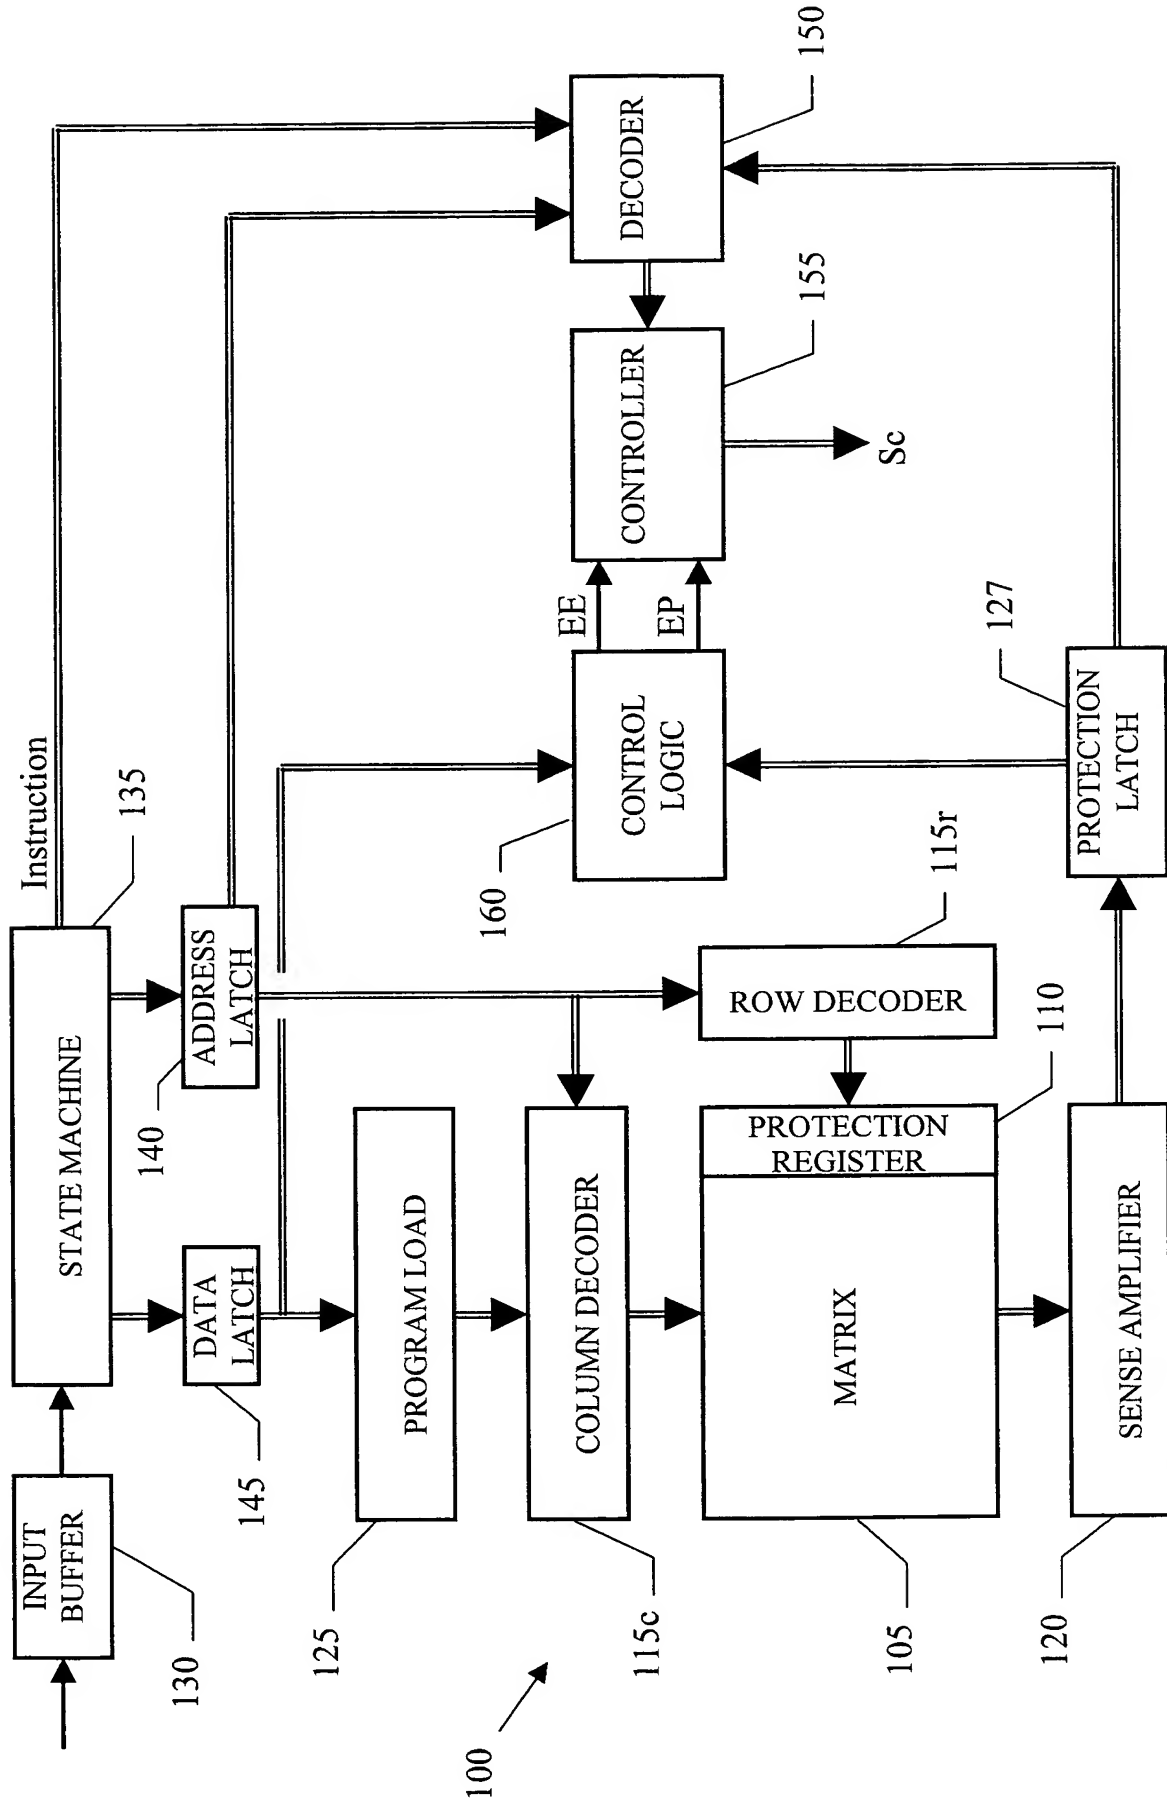 INPUT
BUFFER
130
STATE MACHINE
135
Instruction
DATA
LATCH
145
ADDRESS
LATCH
140
PROGRAM LOAD
125
COLUMN DECODER
115c
ROW DECODER
115r
CONTROL
LOGIC
160
EE
EP
CONTROLLER
155
Sc
DECODER
150
MATRIX
105
PROTECTION
REGISTER
110
SENSE AMPLIFIER
120
PROTECTION
LATCH
127
100